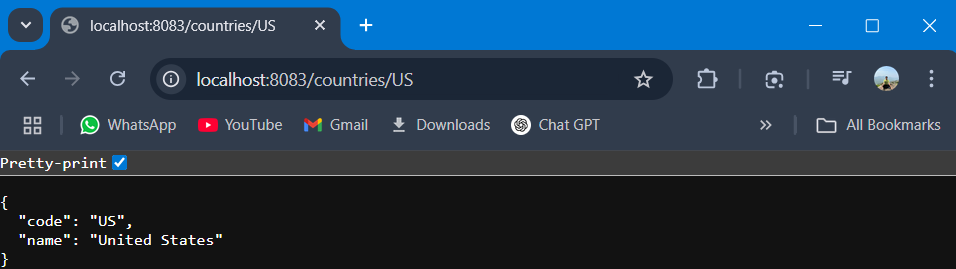 localhost:8083/countries/US
localhost:8083/countries/US
WhatsApp YouTube Gmail Downloads Chat GPT All Bookmarks
Pretty-print
{
  "code": "US",
  "name": "United States"
}